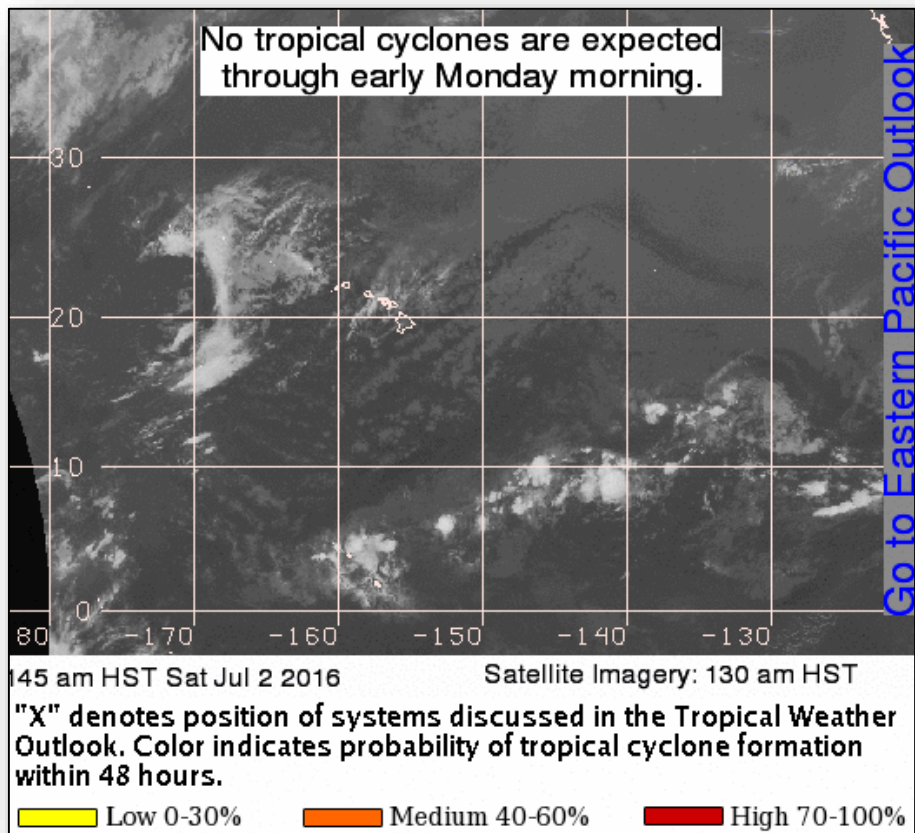 No tropical cyclones are expected
through early Monday morning.
Go to Eastern Pacific Outlook
30
20
10
0
80 -170 -160 -150 -140 -130
145 am HST Sat Jul 2 2016 Satellite Imagery: 130 am HST
"X" denotes position of systems discussed in the Tropical Weather
Outlook. Color indicates probability of tropical cyclone formation
within 48 hours.
Low 0-30% Medium 40-60% High 70-100%